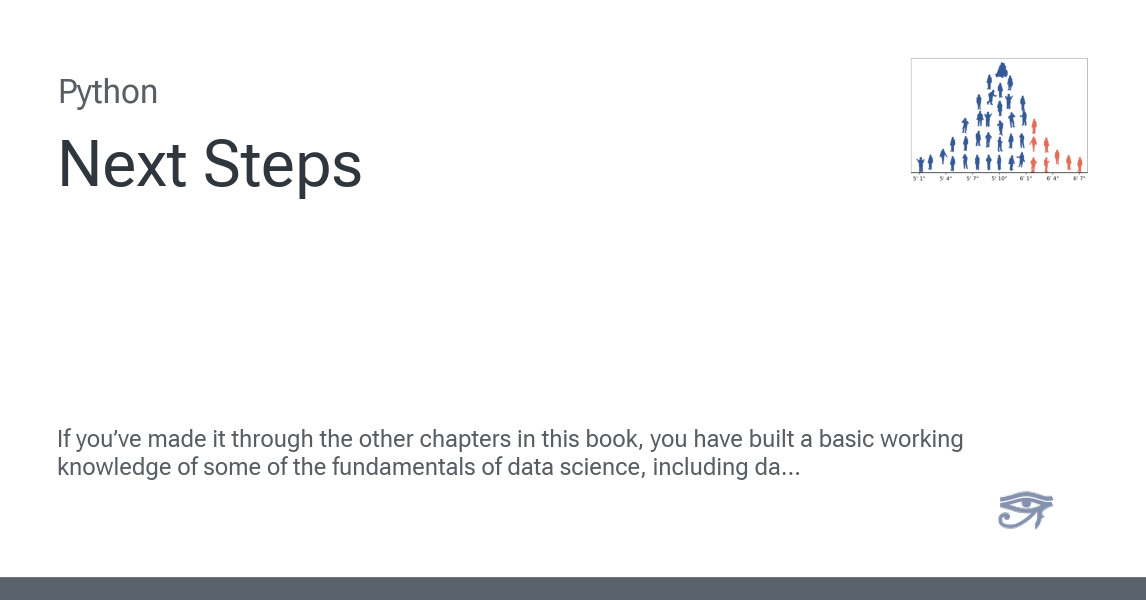 Python
Next Steps
5' 1" 5' 4" 5' 7" 5' 10" 6' 1" 6' 4" 6' 7"
If you’ve made it through the other chapters in this book, you have built a basic working
knowledge of some of the fundamentals of data science, including da...